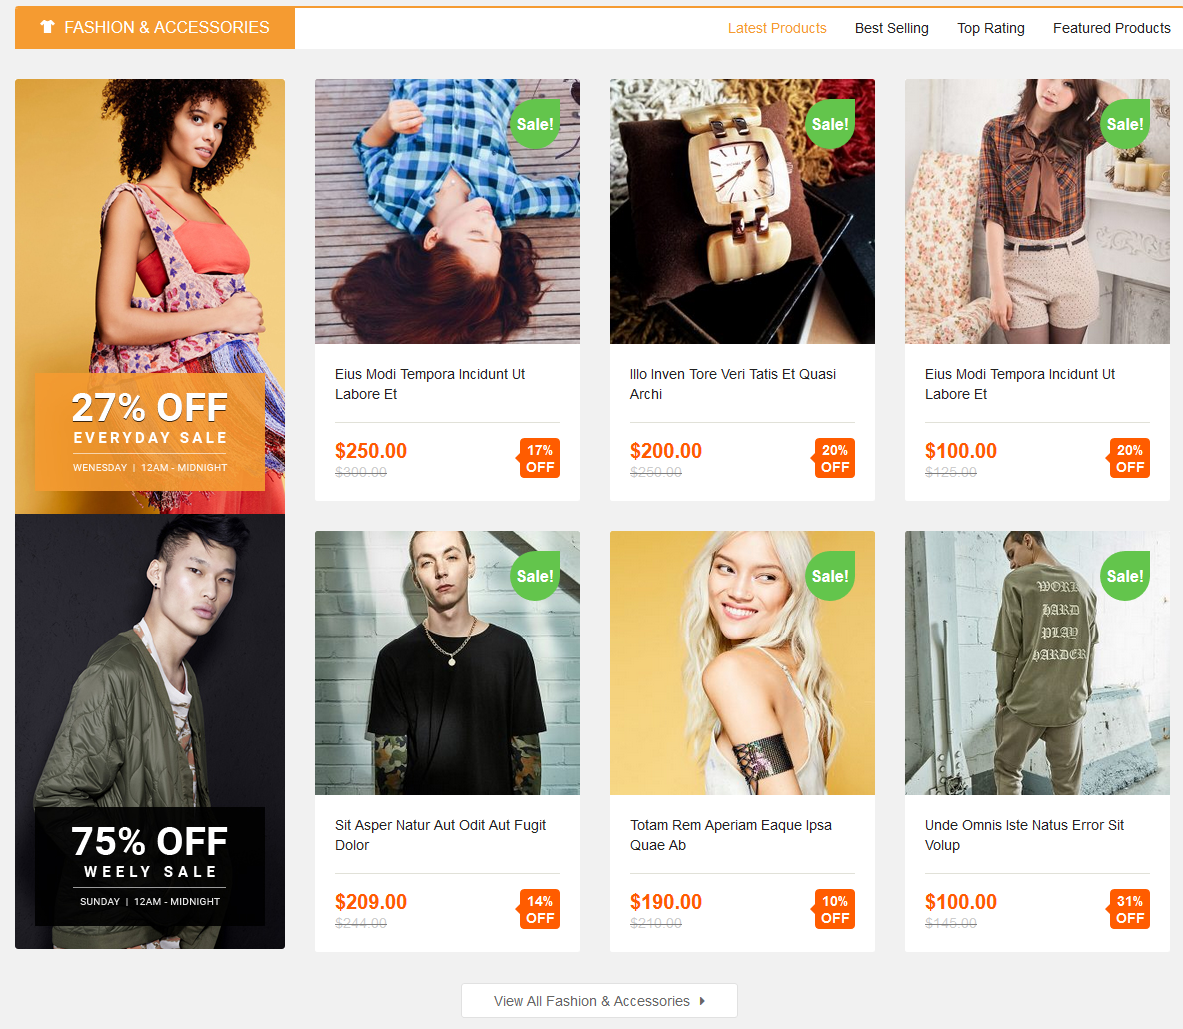 FASHION & ACCESSORIES
Latest Products
Best Selling
Top Rating
Featured Products
27% OFF
EVERYDAY SALE
WENESDAY | 12AM - MIDNIGHT
75% OFF
WEELY SALE
SUNDAY | 12AM - MIDNIGHT
Sale!
Eius Modi Tempora Incidunt Ut
Labore Et
$250.00
$300.00
17%
OFF
Sale!
Illo Inven Tore Veri Tatis Et Quasi
Archi
$200.00
$250.00
20%
OFF
Sale!
Eius Modi Tempora Incidunt Ut
Labore Et
$100.00
$125.00
20%
OFF
Sale!
Sit Asper Natur Aut Odit Aut Fugit
Dolor
$209.00
$244.00
14%
OFF
Sale!
Totam Rem Aperiam Eaque Ipsa
Quae Ab
$190.00
$210.00
10%
OFF
Sale!
WORK
HARD
PLAY
HARDER
Unde Omnis Iste Natus Error Sit
Volup
$100.00
$145.00
31%
OFF
View All Fashion & Accessories